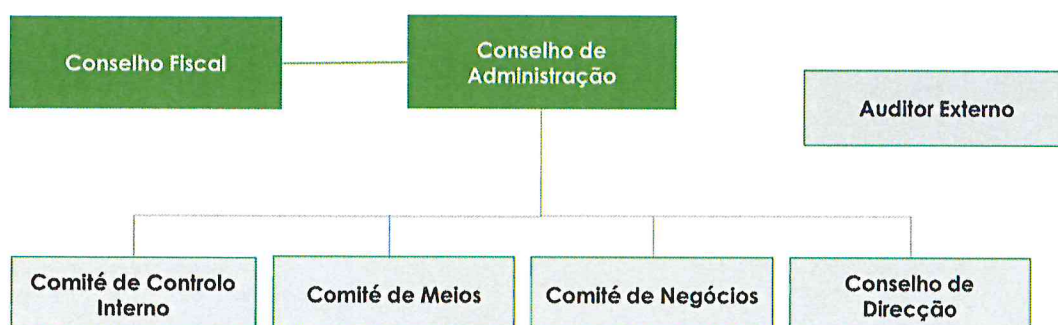 Conselho Fiscal
Conselho de
Administração
Auditor Externo
Comité de Controlo
Interno
Comité de Meios
Comité de Negócios
Conselho de
Direcção